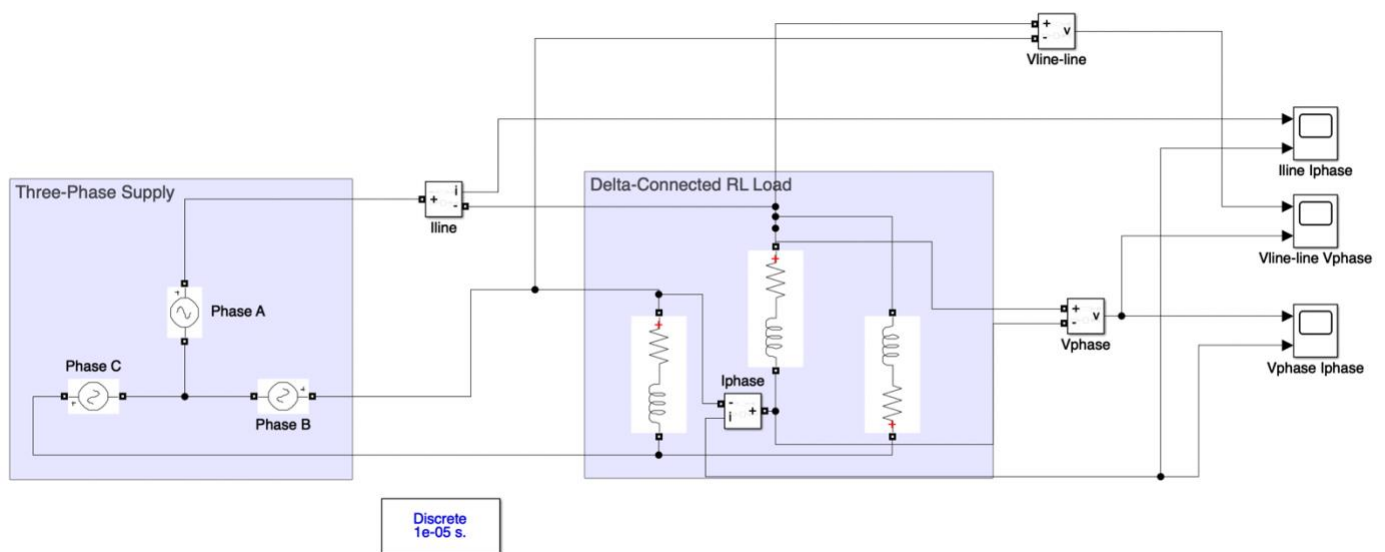 +
-
v
Vline-line
Iline Iphase
Three-Phase Supply
Delta-Connected RL Load
+
i
-
Iline
Vline-line Vphase
+
+
Phase A
+
-
v
Vphase
+
Phase C
+
+
Phase B
Iphase
-
i
+
+
Vphase Iphase
Discrete
1e-05 s.